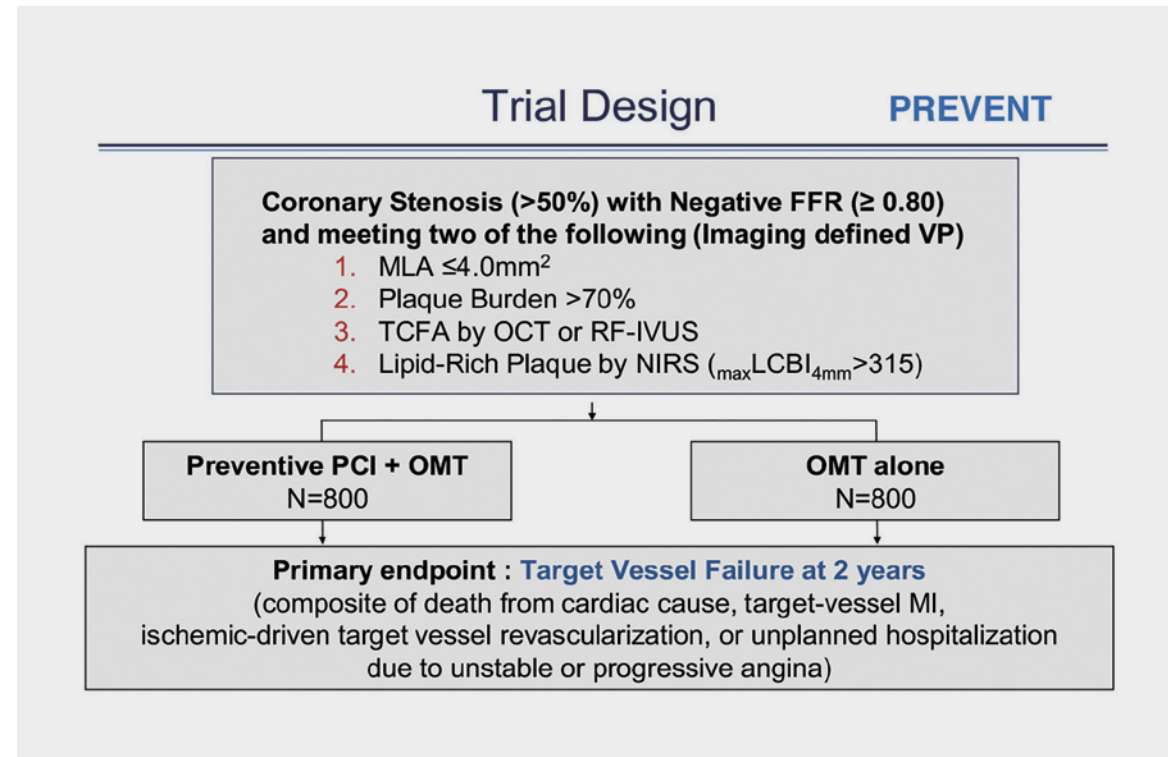 Trial Design
PREVENT
Coronary Stenosis (>50%) with Negative FFR (≥ 0.80)
and meeting two of the following (Imaging defined VP)
1. MLA ≤4.0mm²
2. Plaque Burden >70%
3. TCFA by OCT or RF-IVUS
4. Lipid-Rich Plaque by NIRS (maxLCBI4mm>315)
Preventive PCI + OMT
N=800
OMT alone
N=800
Primary endpoint : Target Vessel Failure at 2 years
(composite of death from cardiac cause, target-vessel MI,
ischemic-driven target vessel revascularization, or unplanned hospitalization
due to unstable or progressive angina)